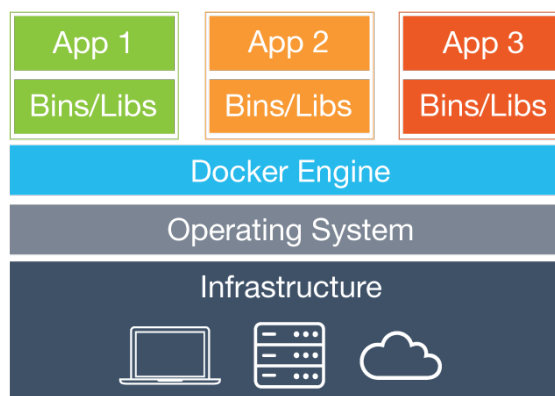 App 1 App 2 App 3
Bins/Libs Bins/Libs Bins/Libs
Docker Engine
Operating System
Infrastructure